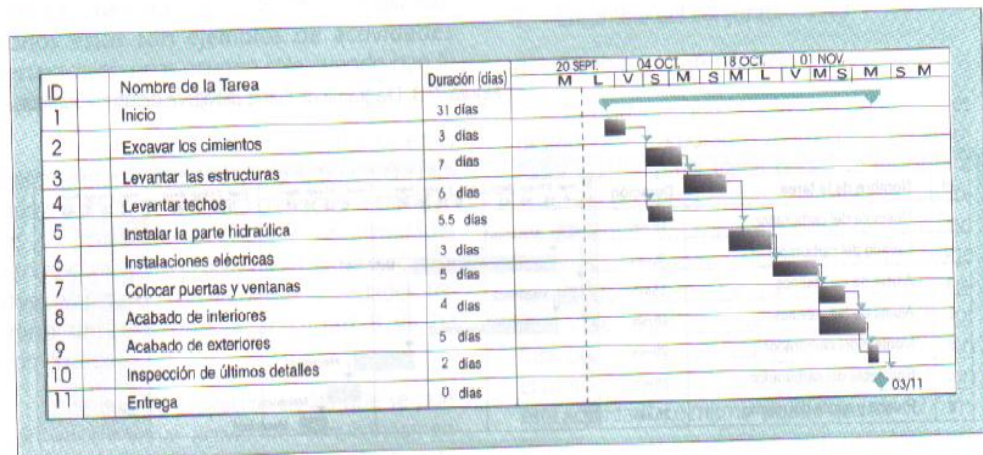 ID Nombre de la Tarea Duración (días) 20 SEPT. 04 OCT. 18 OCT. 01 NOV.
M L V S M S M L V M S M S M
1 Inicio 31 días
2 Excavar los cimientos 3 días
3 Levantar las estructuras 7 días
4 Levantar techos 6 días
5 Instalar la parte hidraúlica 5.5 días
6 Instalaciones eléctricas 3 días
7 Colocar puertas y ventanas 5 días
8 Acabado de interiores 4 días
9 Acabado de exteriores 5 días
10 Inspección de últimos detalles 2 días
11 Entrega 0 días 03/11